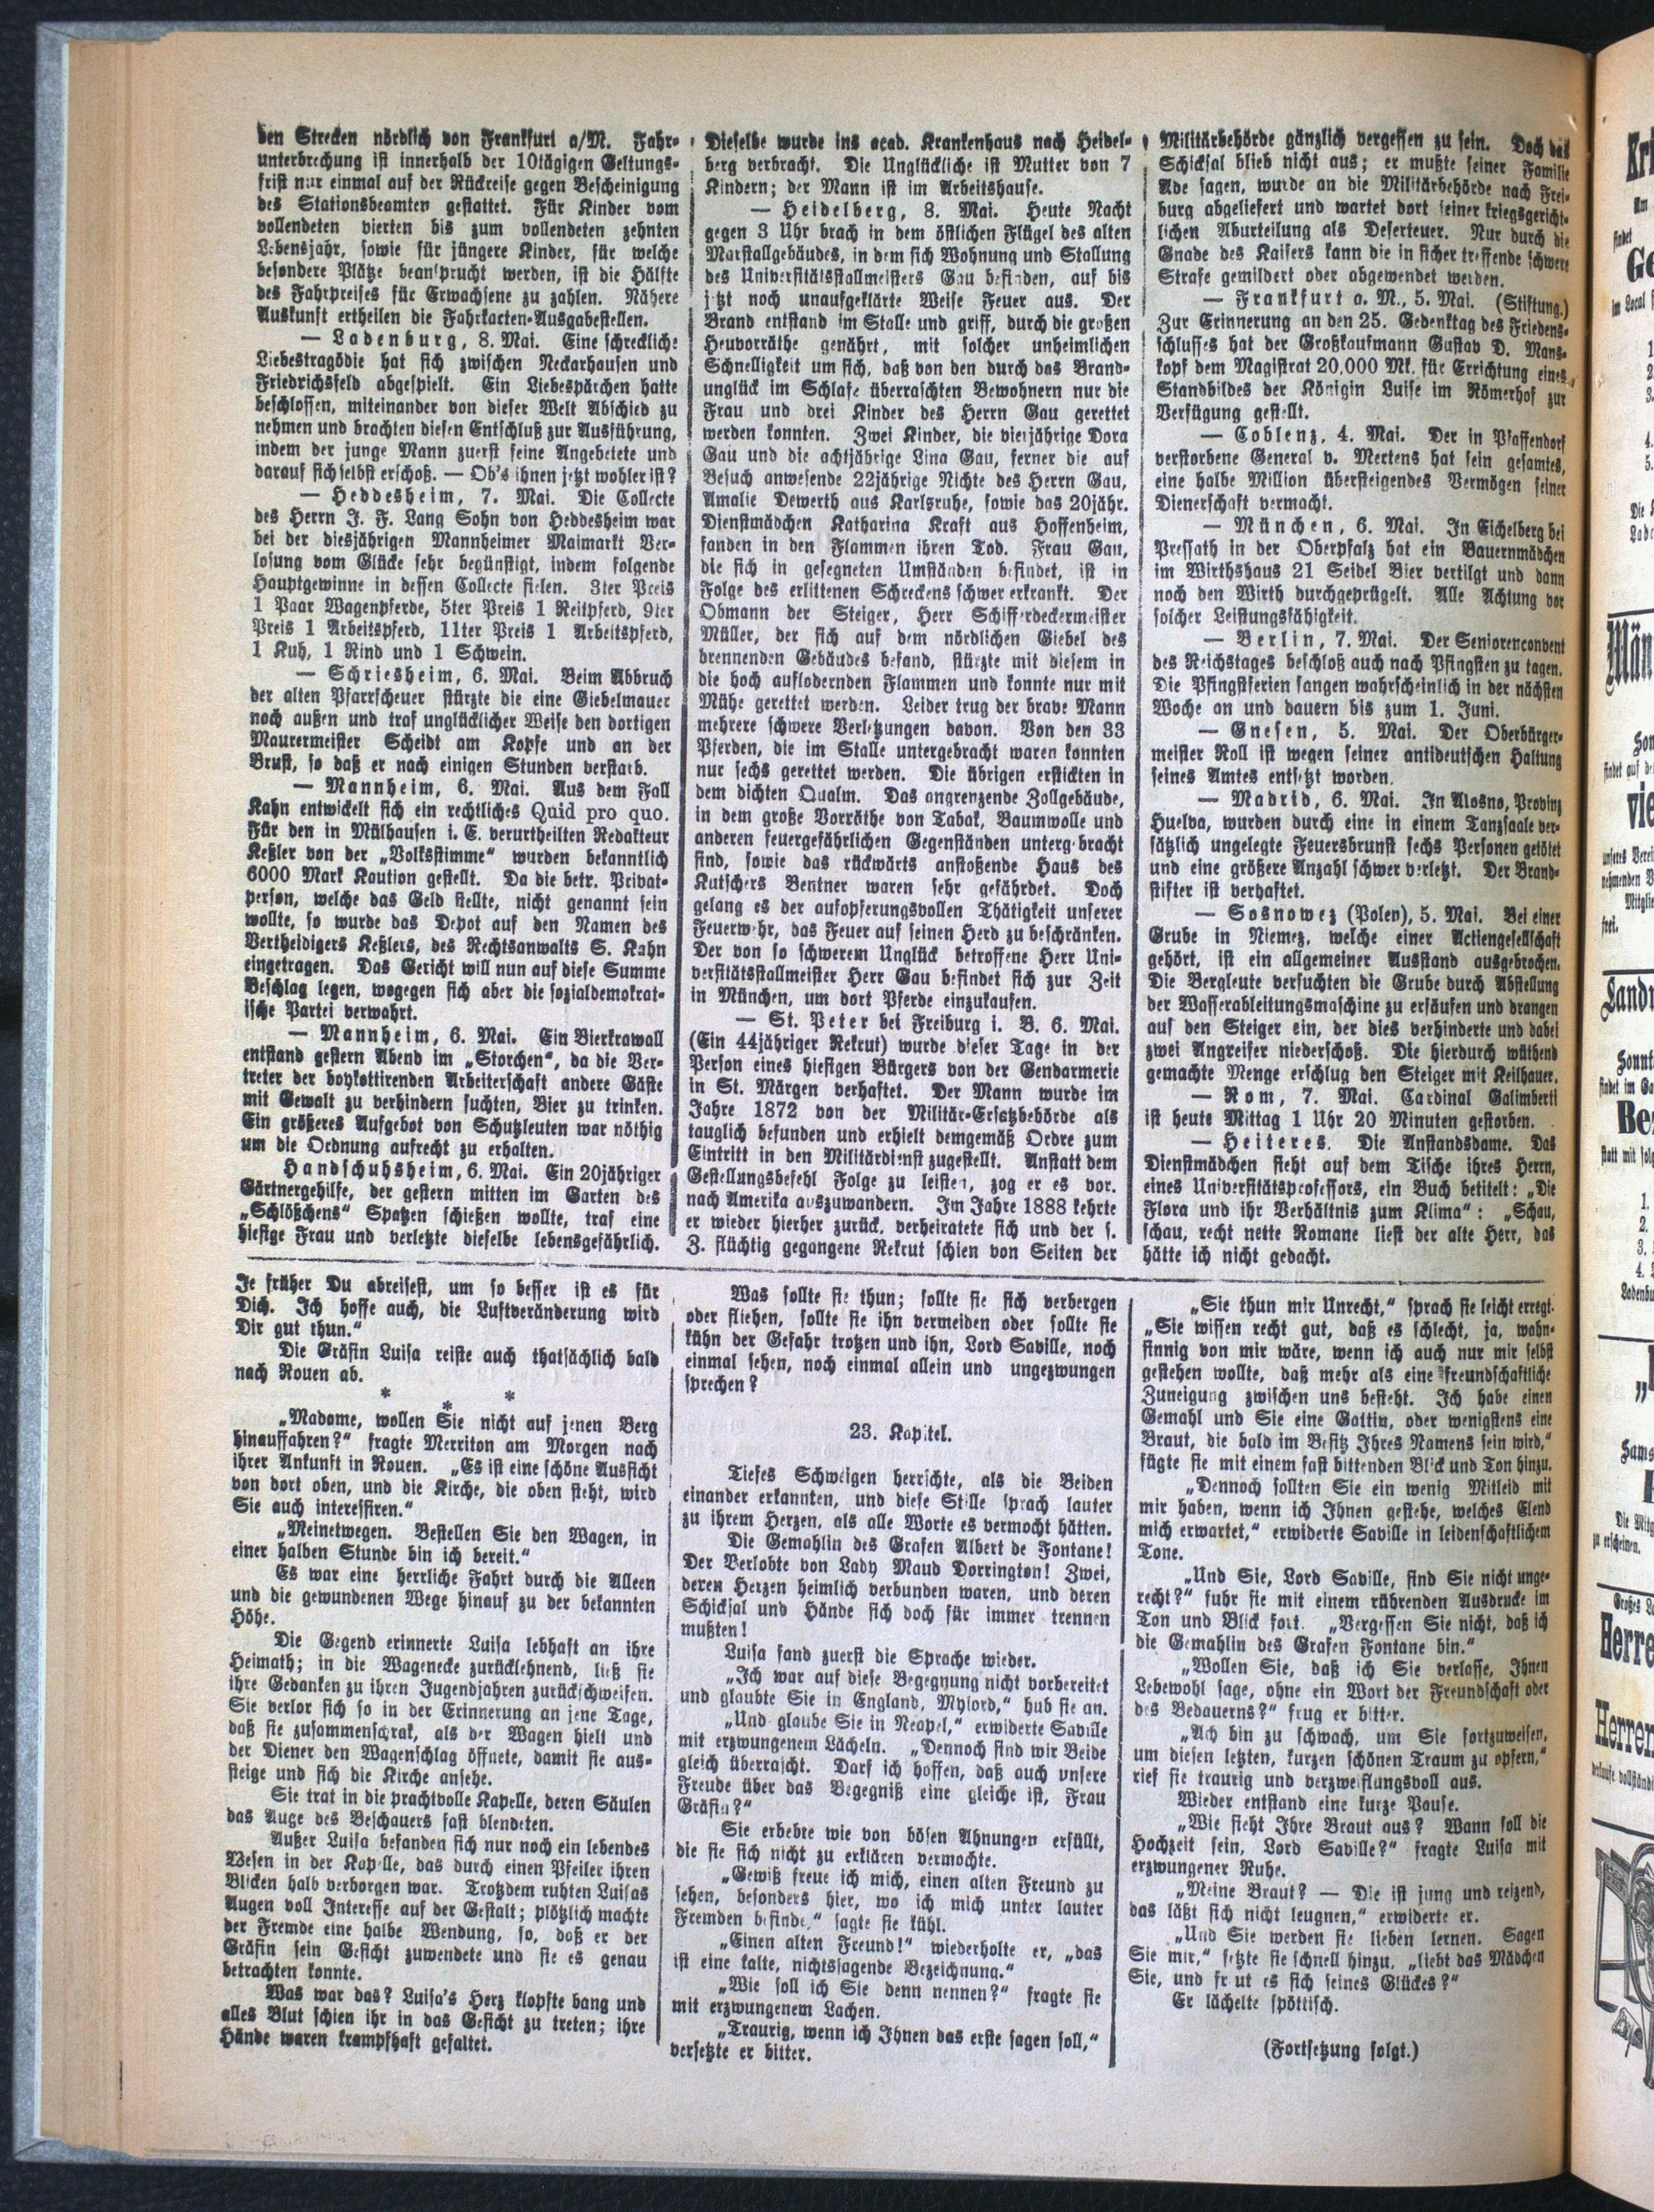 den Strecken nördlich von Frankfurt a/M. Fahr-
unterbrechung ist innerhalb der 10tägigen Geltungs-
frist nur einmal auf der Rückreise gegen Bescheinigung
des Stationsbeamten gestattet. Für Kinder vom
vollendeten vierten bis zum vollendeten zehnten
Lebensjahr, sowie für jüngere Kinder, für welche
besondere Plätze beansprucht werden, ist die Hälfte
des Fahrpreises für Erwachsene zu zahlen. Nähere
Auskunft ertheilen die Fahrkarten-Ausgabestellen.
— Ladenburg, 8. Mai. Eine schreckliche
Liebestragödie hat sich zwischen Neckarhausen und
Friedrichsfeld abgespielt. Ein Liebespärchen hatte
beschlossen, miteinander von dieser Welt Abschied zu
nehmen und brachten diesen Entschluß zur Ausführung,
indem der junge Mann zuerst seine Angebetete und
darauf sich selbst erschoß. — Ob's ihnen jetzt wohler ist?
— Heddesheim, 7. Mai. Die Collecte
des Herrn J. F. Lang Sohn von Heddesheim war
bei der diesjährigen Mannheimer Maimarkt Ver-
losung vom Glücke sehr begünstigt, indem folgende
Hauptgewinne in dessen Collecte fielen. 3ter Preis
1 Paar Wagenpferde, 5ter Preis 1 Reitpferd, 9ter
Preis 1 Arbeitspferd, 11ter Preis 1 Arbeitspferd,
1 Kuh, 1 Rind und 1 Schwein.
— Schriesheim, 6. Mai. Beim Abbruch
der alten Pfarrscheuer stürzte die eine Giebelmauer
nach außen und traf unglücklicher Weise den dortigen
Maurermeister Scheidt am Kopfe und an der
Brust, so daß er nach einigen Stunden verstarb.
— Mannheim, 6. Mai. Aus dem Fall
Kahn entwickelt sich ein rechtliches Quid pro quo.
Für den in Mülhausen i. E. verurtheilten Redakteur
Keßler von der „Volksstimme“ wurden bekanntlich
6000 Mark Kaution gestellt. Da die betr. Privat-
person, welche das Geld stellte, nicht genannt sein
wollte, so wurde das Depot auf den Namen des
Vertheidigers Keßlers, des Rechtsanwalts S. Kahn
eingetragen. Das Gericht will nun auf diese Summe
Beschlag legen, wogegen sich aber die sozialdemokrat-
ische Partei verwahrt.
— Mannheim, 6. Mai. Ein Bierkrawall
entstand gestern Abend im „Storchen“, da die Ver-
treter der boykottirenden Arbeiterschaft andere Gäste
mit Gewalt zu verhindern suchten, Bier zu trinken.
Ein größeres Aufgebot von Schutzleuten war nöthig
um die Ordnung aufrecht zu erhalten.
Handschuhsheim, 6. Mai. Ein 20jähriger
Gärtnergehilfe, der gestern mitten im Garten des
„Schlößchens“ Spatzen schießen wollte, traf eine
hiesige Frau und verletzte dieselbe lebensgefährlich.
Dieselbe wurde ins acad. Krankenhaus nach Heidel-
berg verbracht. Die Unglückliche ist Mutter von 7
Kindern; der Mann ist im Arbeitshause.
— Heidelberg, 8. Mai. Heute Nacht
gegen 3 Uhr brach in dem östlichen Flügel des alten
Marstallgebäudes, in dem sich Wohnung und Stallung
des Universitätsstallmeisters Gau befinden, auf bis
jetzt noch unaufgeklärte Weise Feuer aus. Der
Brand entstand im Stalle und griff, durch die großen
Heuvorräthe genährt, mit solcher unheimlichen
Schnelligkeit um sich, daß von den durch das Brand-
unglück im Schlafe überraschten Bewohnern nur die
Frau und drei Kinder des Herrn Gau gerettet
werden konnten. Zwei Kinder, die vierjährige Dora
Gau und die achtjährige Lina Gau, ferner die auf
Besuch anwesende 22jährige Nichte des Herrn Gau,
Amalie Dewerth aus Karlsruhe, sowie das 20jähr.
Dienstmädchen Katharina Kraft aus Hoffenheim,
fanden in den Flammen ihren Tod. Frau Gau,
die sich in gesegneten Umständen befindet, ist in
Folge des erlittenen Schreckens schwer erkrankt. Der
Obmann der Steiger, Herr Schifferdeckermeister
Müller, der sich auf dem nördlichen Giebel des
brennenden Gebäudes befand, stürzte mit diesem in
die hoch auflodernden Flammen und konnte nur mit
Mühe gerettet werden. Leider trug der brave Mann
mehrere schwere Verletzungen davon. Von den 33
Pferden, die im Stalle untergebracht waren konnten
nur sechs gerettet werden. Die übrigen erstickten in
dem dichten Qualm. Das angrenzende Zollgebäude,
in dem große Vorräthe von Tabak, Baumwolle und
anderen feuergefährlichen Gegenständen untergebracht
sind, sowie das rückwärts anstoßende Haus des
Kutschers Bentner waren sehr gefährdet. Doch
gelang es der aufopferungsvollen Thätigkeit unserer
Feuerwehr, das Feuer auf seinen Herd zu beschränken.
Der von so schwerem Unglück betroffene Herr Uni-
versitätsstallmeister Herr Gau befindet sich zur Zeit
in München, um dort Pferde einzukaufen.
— St. Peter bei Freiburg i. B. 6. Mai.
(Ein 44jähriger Rekrut) wurde dieser Tage in der
Person eines hiesigen Bürgers von der Gendarmerie
in St. Märgen verhaftet. Der Mann wurde im
Jahre 1872 von der Militär-Ersatzbehörde als
tauglich befunden und erhielt demgemäß Ordre zum
Eintritt in den Militärdienst zugestellt. Anstatt dem
Gestellungsbefehl Folge zu leisten, zog er es vor.
nach Amerika auszuwandern. Im Jahre 1888 kehrte
er wieder hierher zurück, verheiratete sich und der s.
Z. flüchtig gegangene Rekrut schien von Seiten der
Militärbehörde gänzlich vergessen zu sein. Doch das
Schicksal blieb nicht aus; er mußte seiner Familie
Ade sagen, wurde an die Militärbehörde nach Frei-
burg abgeliefert und wartet dort seiner kriegsgericht-
lichen Aburteilung als Deserteuer. Nur durch die
Gnade des Kaisers kann die in sicher treffende schwere
Strafe gemildert oder abgewendet werden.
— Frankfurt a. M., 5. Mai. (Stiftung.)
Zur Erinnerung an den 25. Gedenktag des Friedens-
schlusses hat der Großkaufmann Gustav D. Mans-
kopf dem Magistrat 20,000 Mk. für Errichtung eines
Standbildes der Königin Luise im Römerhof zur
Verfügung gestellt.
— Coblenz, 4. Mai. Der in Pfaffendorf
verstorbene General v. Mertens hat sein gesamtes,
eine halbe Million übersteigendes Vermögen seiner
Dienerschaft vermacht.
— München, 6. Mai. In Eichelberg bei
Pressath in der Oberpfalz hat ein Bauernmädchen
im Wirthshaus 21 Seidel Bier vertilgt und dann
noch den Wirth durchgeprügelt. Alle Achtung vor
solcher Leistungsfähigkeit.
— Berlin, 7. Mai. Der Seniorenconvent
des Reichstages beschloß auch nach Pfingsten zu tagen.
Die Pfingstferien fangen wahrscheinlich in der nächsten
Woche an und dauern bis zum 1. Juni.
— Gnesen, 5. Mai. Der Oberbürger-
meister Roll ist wegen seiner antideutschen Haltung
seines Amtes entsetzt worden.
— Madrid, 6. Mai. In Alosno, Provinz
Huelva, wurden durch eine in einem Tanzsaale ver-
sätzlich ungelegte Feuersbrunst sechs Personen getötet
und eine größere Anzahl schwer verletzt. Der Brand-
stifter ist verhaftet.
— Sosnowez (Polen), 5. Mai. Bei einer
Grube in Niemez, welche einer Actiengesellschaft
gehört, ist ein allgemeiner Ausstand ausgebrochen.
Die Bergleute versuchten die Grube durch Abstellung
der Wasserableitungsmaschine zu ersäufen und drangen
auf den Steiger ein, der dies verhinderte und dabei
zwei Angreifer niederschoß. Die hierdurch wüthend
gemachte Menge erschlug den Steiger mit Keilhauer.
— Rom, 7. Mai. Cardinal Galimberti
ist heute Mittag 1 Uhr 20 Minuten gestorben.
— Heiteres. Die Anstandsdame. Das
Dienstmädchen sieht auf dem Tische ihres Herrn,
eines Universitätsprofessors, ein Buch betitelt: „Die
Flora und ihr Verhältnis zum Klima“: „Schau,
schau, recht nette Romane liest der alte Herr, das
hätte ich nicht gedacht.
Je früher Du abreisest, um so besser ist es für
Dich. Ich hoffe auch, die Luftveränderung wird
Dir gut thun.“
Die Gräfin Luisa reiste auch thatsächlich bald
nach Rouen ab.
* * *
„Madame, wollen Sie nicht auf jenen Berg
hinauffahren?“ fragte Merriton am Morgen nach
ihrer Ankunft in Rouen. „Es ist eine schöne Aussicht
von dort oben, und die Kirche, die oben steht, wird
Sie auch interessiren.“
„Meinetwegen. Bestellen Sie den Wagen, in
einer halben Stunde bin ich bereit.“
Es war eine herrliche Fahrt durch die Alleen
und die gewundenen Wege hinauf zu der bekannten
Höhe.
Die Gegend erinnerte Luisa lebhaft an ihre
Heimath; in die Wagenecke zurücklehnend, ließ sie
ihre Gedanken zu ihren Jugendjahren zurückschweifen.
Sie verlor sich so in der Erinnerung an jene Tage,
daß sie zusammenschrak, als der Wagen hielt und
der Diener den Wagenschlag öffnete, damit sie aus-
steige und sich die Kirche ansehe.
Sie trat in die prachtvolle Kapelle, deren Säulen
das Auge des Beschauers fast blendeten.
Außer Luisa befanden sich nur noch ein lebendes
Wesen in der Kapelle, das durch einen Pfeiler ihren
Blicken halb verborgen war. Trotzdem ruhten Luisas
Augen voll Interesse auf der Gestalt; plötzlich machte
der Fremde eine halbe Wendung, so, daß er der
Gräfin sein Gesicht zuwendete und sie es genau
betrachten konnte.
Was war das? Luisa's Herz klopfte bang und
alles Blut schien ihr in das Gesicht zu treten; ihre
Hände waren krampfhaft gefaltet.
Was sollte sie thun; sollte sie sich verbergen
oder fliehen, sollte sie ihn vermeiden oder sollte sie
kühn der Gefahr trotzen und ihn, Lord Saville, noch
einmal sehen, noch einmal allein und ungezwungen
sprechen?
23. Kapitel.
Tiefes Schweigen herrschte, als die Beiden
einander erkannten, und diese Stille sprach lauter
zu ihrem Herzen, als alle Worte es vermocht hätten.
Die Gemahlin des Grafen Albert de Fontane!
Der Verlobte von Lady Maud Dorrington! Zwei,
deren Herzen heimlich verbunden waren, und deren
Schicksal und Hände sich doch für immer trennen
mußten!
Luisa fand zuerst die Sprache wieder.
„Ich war auf diese Begegnung nicht vorbereitet
und glaubte Sie in England, Mylord,“ hub sie an.
„Und glaube Sie in Neapel,“ erwiderte Saville
mit erzwungenem Lächeln. „Dennoch sind wir Beide
gleich überrascht. Darf ich hoffen, daß auch unsere
Freude über das Begegniß eine gleiche ist, Frau
Gräfin?“
Sie erbebte wie von bösen Ahnungen erfüllt,
die sie sich nicht zu erklären vermochte.
„Gewiß freue ich mich, einen alten Freund zu
sehen, besonders hier, wo ich mich unter lauter
Fremden befinde,“ sagte sie kühl.
„Einen alten Freund!“ wiederholte er, „das
ist eine kalte, nichtssagende Bezeichnung.“
„Wie soll ich Sie denn nennen?“ fragte sie
mit erzwungenem Lachen.
„Traurig, wenn ich Ihnen das erste sagen soll,“
versetzte er bitter.
„Sie thun mir Unrecht,“ sprach sie leicht erregt.
„Sie wissen recht gut, daß es schlecht, ja, wahn-
sinnig von mir wäre, wenn ich auch nur mir selbst
gestehen wollte, daß mehr als eine freundschaftliche
Zuneigung zwischen uns besteht. Ich habe einen
Gemahl und Sie eine Gattin, oder wenigstens eine
Braut, die bald im Besitz Ihres Namens sein wird,“
fügte sie mit einem fast bittenden Blick und Ton hinzu.
„Dennoch sollten Sie ein wenig Mitleid mit
mir haben, wenn ich Ihnen gestehe, welches Elend
mich erwartet,“ erwiderte Saville in leidenschaftlichem
Tone.
„Und Sie, Lord Saville, sind Sie nicht unge-
recht?“ fuhr sie mit einem rührenden Ausdrucke im
Ton und Blick fort. „Vergessen Sie nicht, daß ich
die Gemahlin des Grafen Fontane bin.“
„Wollen Sie, daß ich Sie verlasse, Ihnen
Lebewohl sage, ohne ein Wort der Freundschaft oder
des Bedauerns?“ frug er bitter.
„Ach bin zu schwach, um Sie fortzuweisen,
um diesen letzten, kurzen schönen Traum zu opfern,“
rief sie traurig und verzweiflungsvoll aus.
Wieder entstand eine kurze Pause.
„Wie sieht Ihre Braut aus? Wann soll die
Hochzeit sein, Lord Saville?“ fragte Luisa mit
erzwungener Ruhe.
„Meine Braut? — Die ist jung und reizend,
das läßt sich nicht leugnen,“ erwiderte er.
„Und Sie werden sie lieben lernen. Sagen
Sie mir,“ setzte sie schnell hinzu, „liebt das Mädchen
Sie, und freut es sich seines Glückes?“
Er lächelte spöttisch.
(Fortsetzung folgt.)